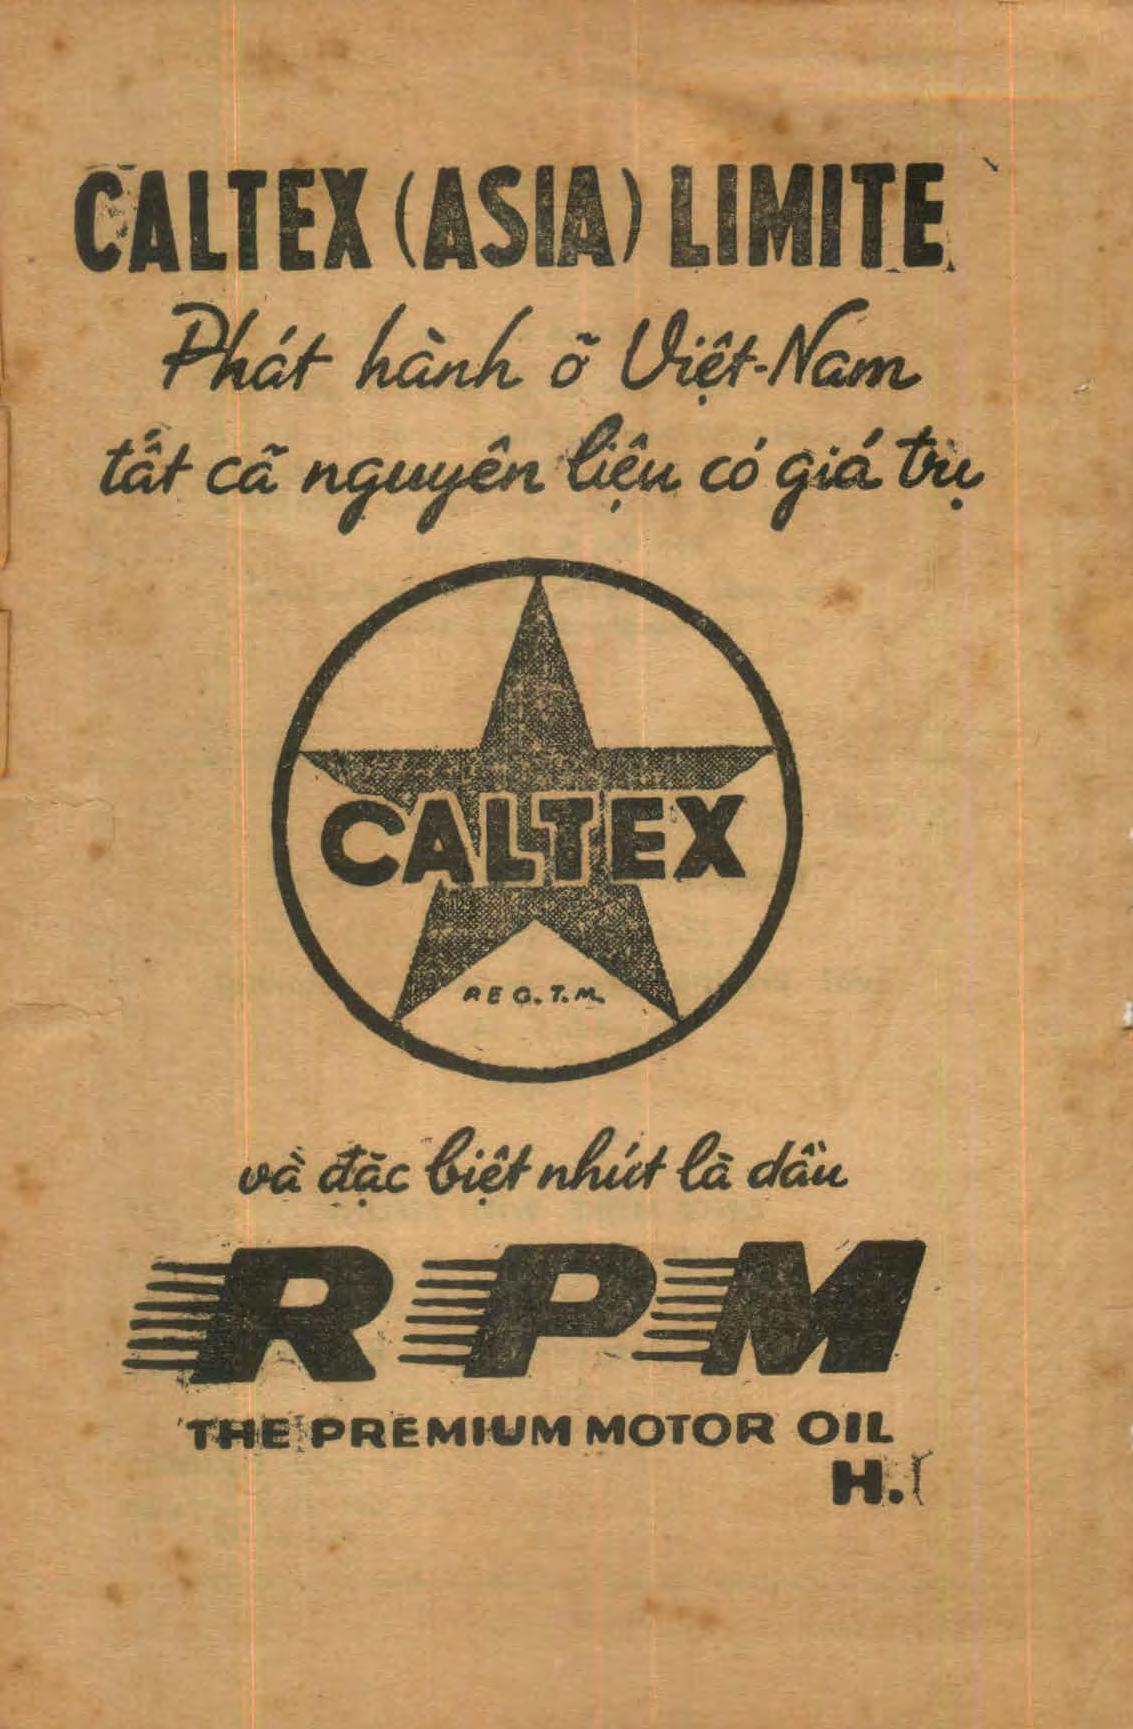 CALTEX (ASIA) LIMITE
Phát hành õ Việt-Nam
tất cã nguyên liệu có giá trị
CALTEX
REG. T.M.
và đặc biệt nhứt là dầu
RPM
THE PREMIUM MOTOR OIL
H.